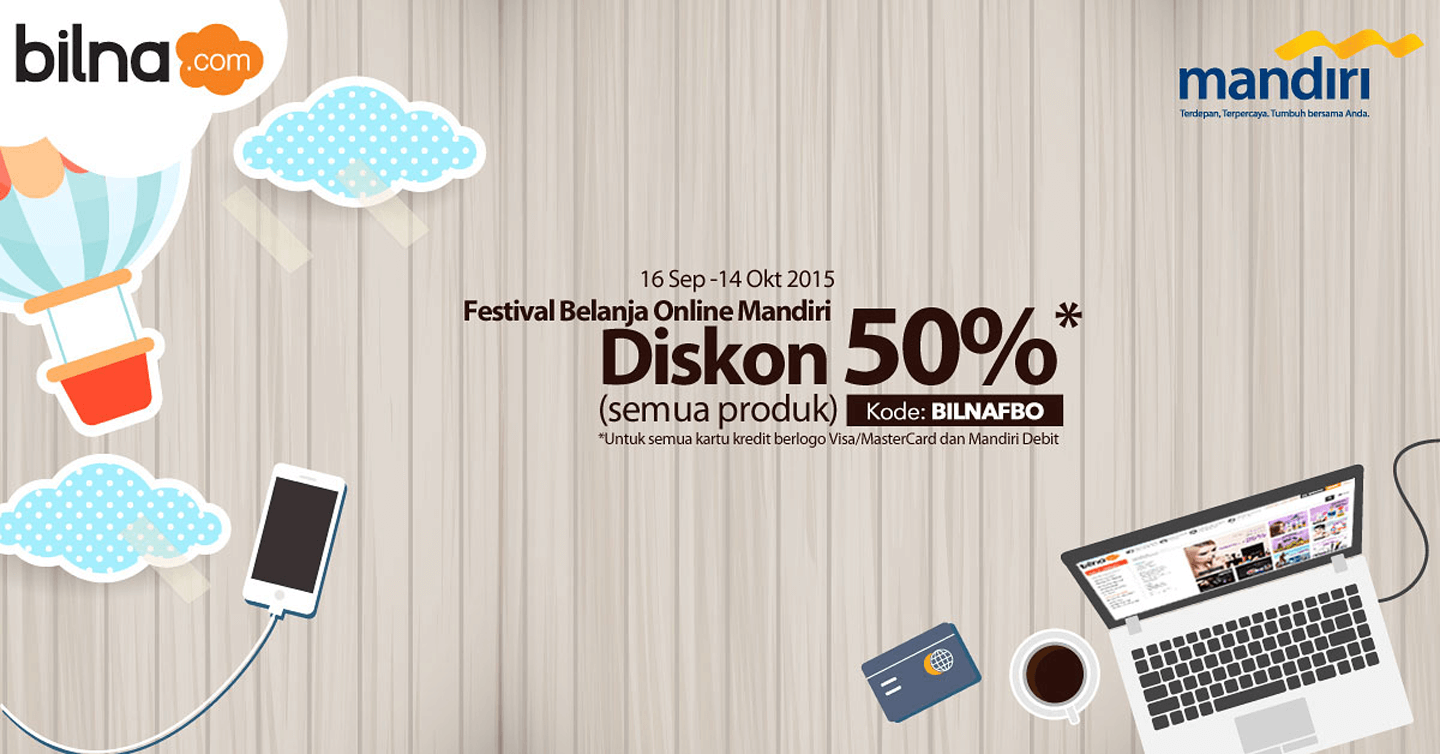 bilna.com
mandiri
Terdepan, Terpercaya. Tumbuh bersama Anda.
16 Sep -14 Okt 2015
Festival Belanja Online Mandiri
Diskon 50%*
(semua produk) Kode: BILNAFBO
*Untuk semua kartu kredit berlogo Visa/MasterCard dan Mandiri Debit
bilna